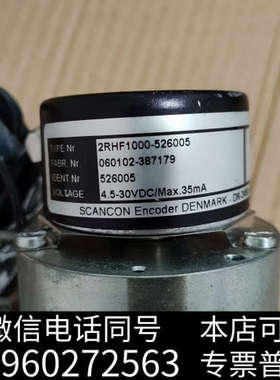 TYPE Nr 2RHF1000-526005
FABR. Nr 060102-387179
IDENT Nr 526005
VOLTAGE 4.5-30VDC/Max.35mA
SCANCON Encoder DENMARK - DK-
微信电话同号
本店可
960272563
专票普